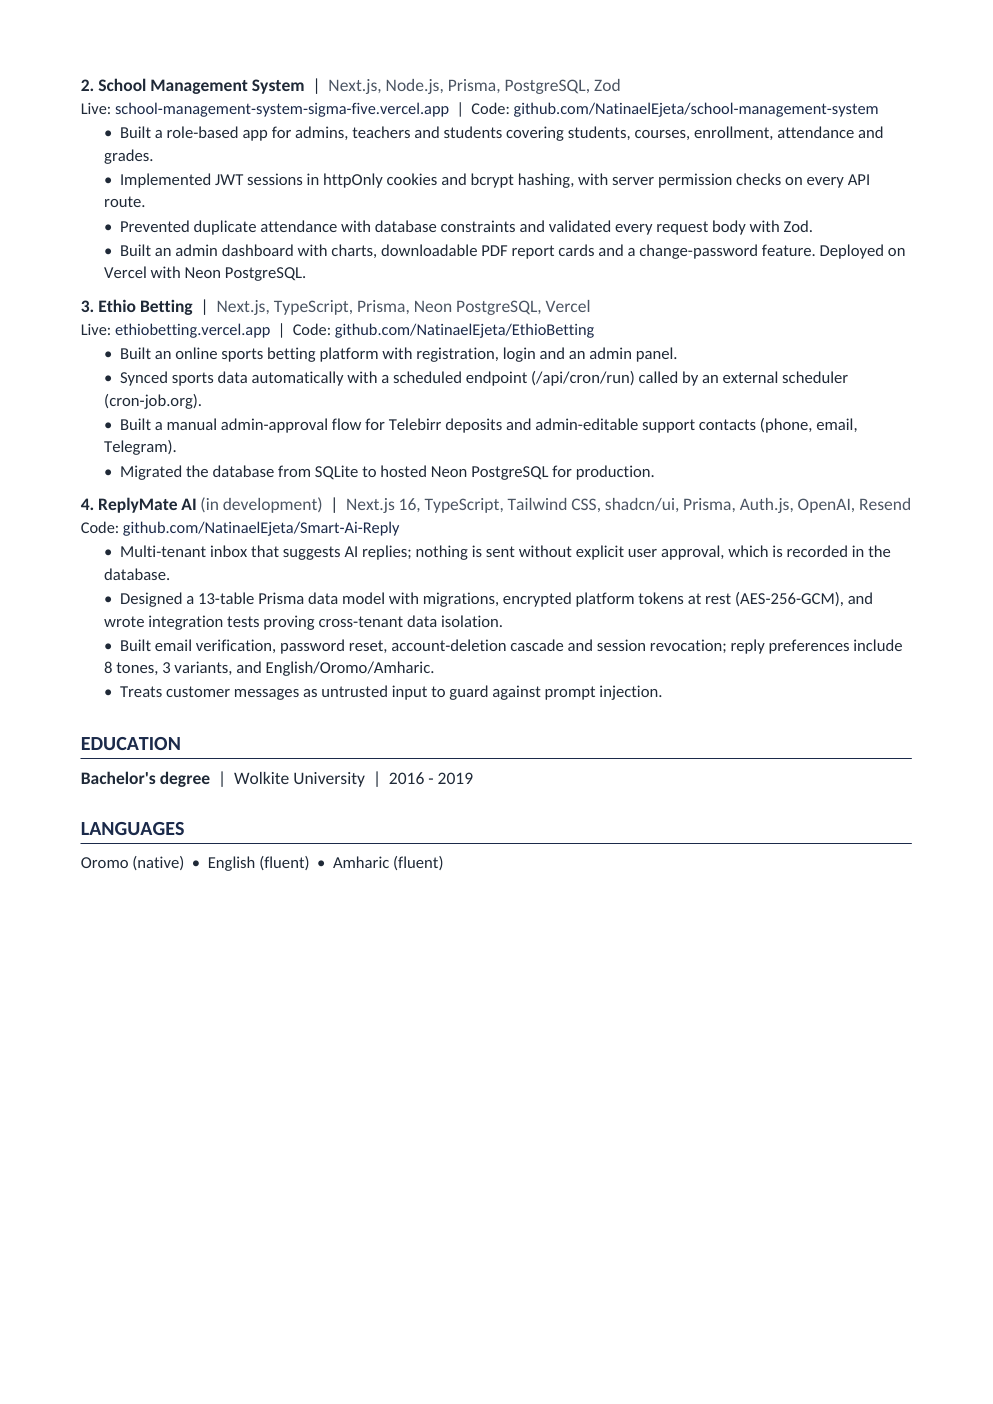 2. School Management System | Next.js, Node.js, Prisma, PostgreSQL, Zod
Live: school-management-system-sigma-five.vercel.app | Code: github.com/NatinaelEjeta/school-management-system
• Built a role-based app for admins, teachers and students covering students, courses, enrollment, attendance and
grades.
• Implemented JWT sessions in httpOnly cookies and bcrypt hashing, with server permission checks on every API
route.
• Prevented duplicate attendance with database constraints and validated every request body with Zod.
• Built an admin dashboard with charts, downloadable PDF report cards and a change-password feature. Deployed on
Vercel with Neon PostgreSQL.
3. Ethio Betting | Next.js, TypeScript, Prisma, Neon PostgreSQL, Vercel
Live: ethiobetting.vercel.app | Code: github.com/NatinaelEjeta/EthioBetting
• Built an online sports betting platform with registration, login and an admin panel.
• Synced sports data automatically with a scheduled endpoint (/api/cron/run) called by an external scheduler
(cron-job.org).
• Built a manual admin-approval flow for Telebirr deposits and admin-editable support contacts (phone, email,
Telegram).
• Migrated the database from SQLite to hosted Neon PostgreSQL for production.
4. ReplyMate AI (in development) | Next.js 16, TypeScript, Tailwind CSS, shadcn/ui, Prisma, Auth.js, OpenAI, Resend
Code: github.com/NatinaelEjeta/Smart-Ai-Reply
• Multi-tenant inbox that suggests AI replies; nothing is sent without explicit user approval, which is recorded in the
database.
• Designed a 13-table Prisma data model with migrations, encrypted platform tokens at rest (AES-256-GCM), and
wrote integration tests proving cross-tenant data isolation.
• Built email verification, password reset, account-deletion cascade and session revocation; reply preferences include
8 tones, 3 variants, and English/Oromo/Amharic.
• Treats customer messages as untrusted input to guard against prompt injection.
EDUCATION
Bachelor's degree | Wolkite University | 2016 - 2019
LANGUAGES
Oromo (native) • English (fluent) • Amharic (fluent)